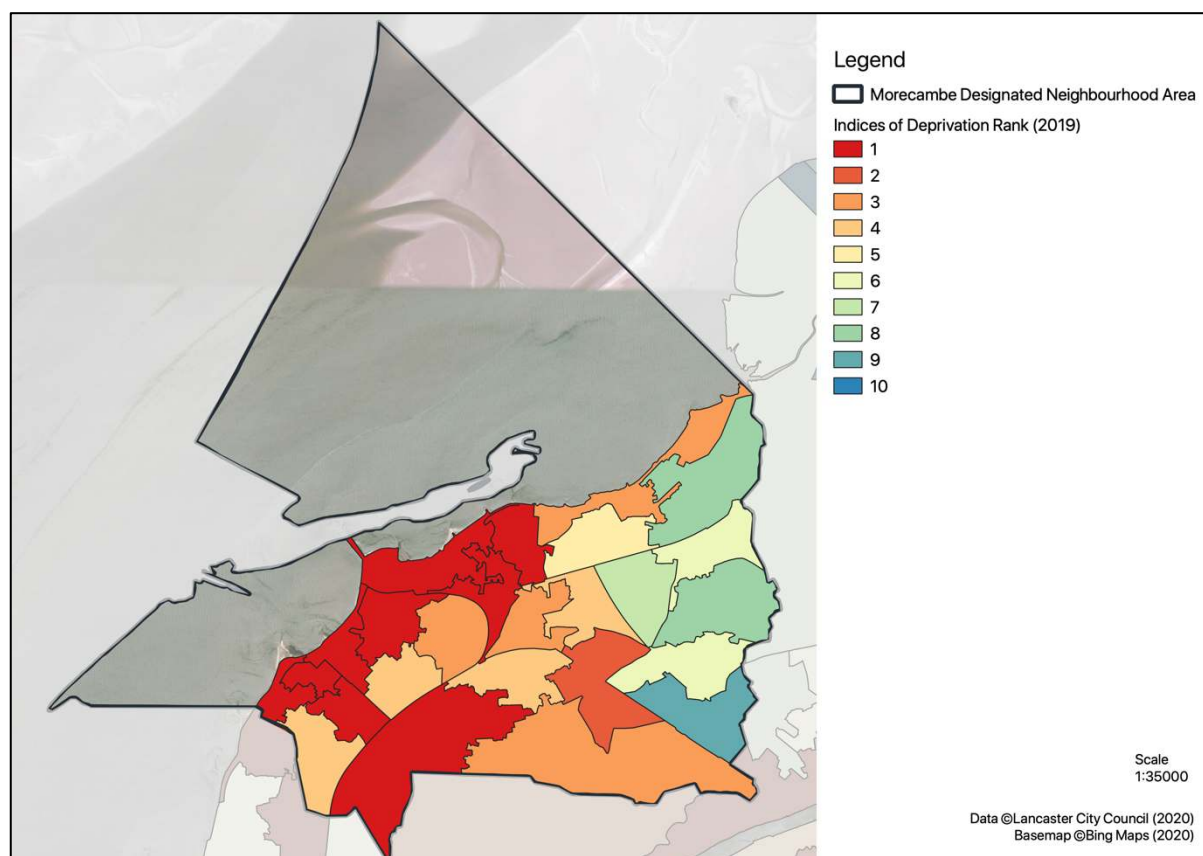 Legend
Morecambe Designated Neighbourhood Area
Indices of Deprivation Rank (2019)
1
2
3
4
5
6
7
8
9
10
Scale
1:35000
Data ©Lancaster City Council (2020)
Basemap ©Bing Maps (2020)